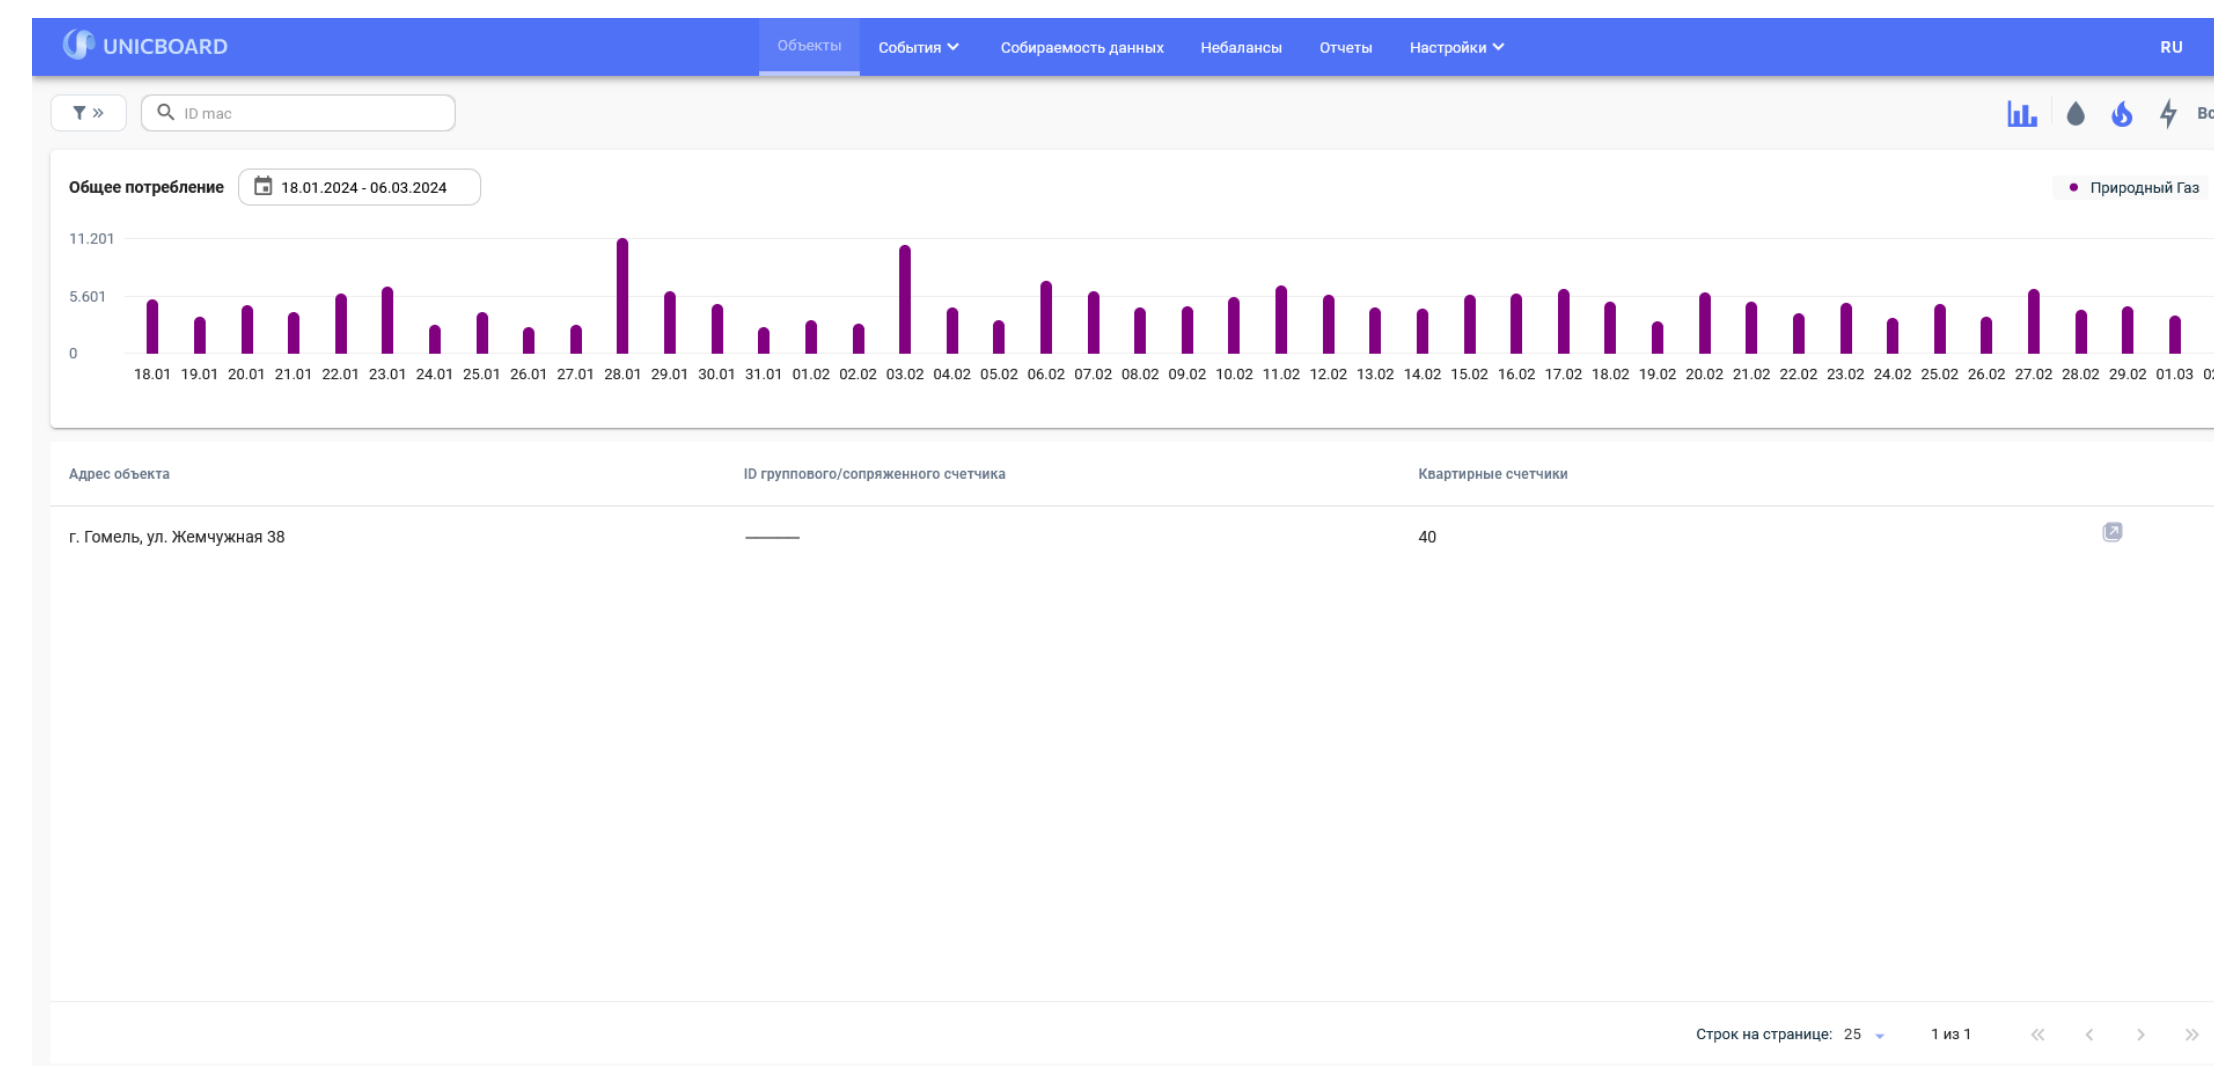 UNICBOARD
Объекты События Собираемость данных Небалансы Отчеты Настройки RU
ID mac
Общее потребление 18.01.2024 - 06.03.2024 Природный Газ
11.201
5.601
0
18.01 19.01 20.01 21.01 22.01 23.01 24.01 25.01 26.01 27.01 28.01 29.01 30.01 31.01 01.02 02.02 03.02 04.02 05.02 06.02 07.02 08.02 09.02 10.02 11.02 12.02 13.02 14.02 15.02 16.02 17.02 18.02 19.02 20.02 21.02 22.02 23.02 24.02 25.02 26.02 27.02 28.02 29.02 01.03
Адрес объекта ID группового/сопряженного счетчика Квартирные счетчики
г. Гомель, ул. Жемчужная 38 40
Строк на странице: 25 1 из 1